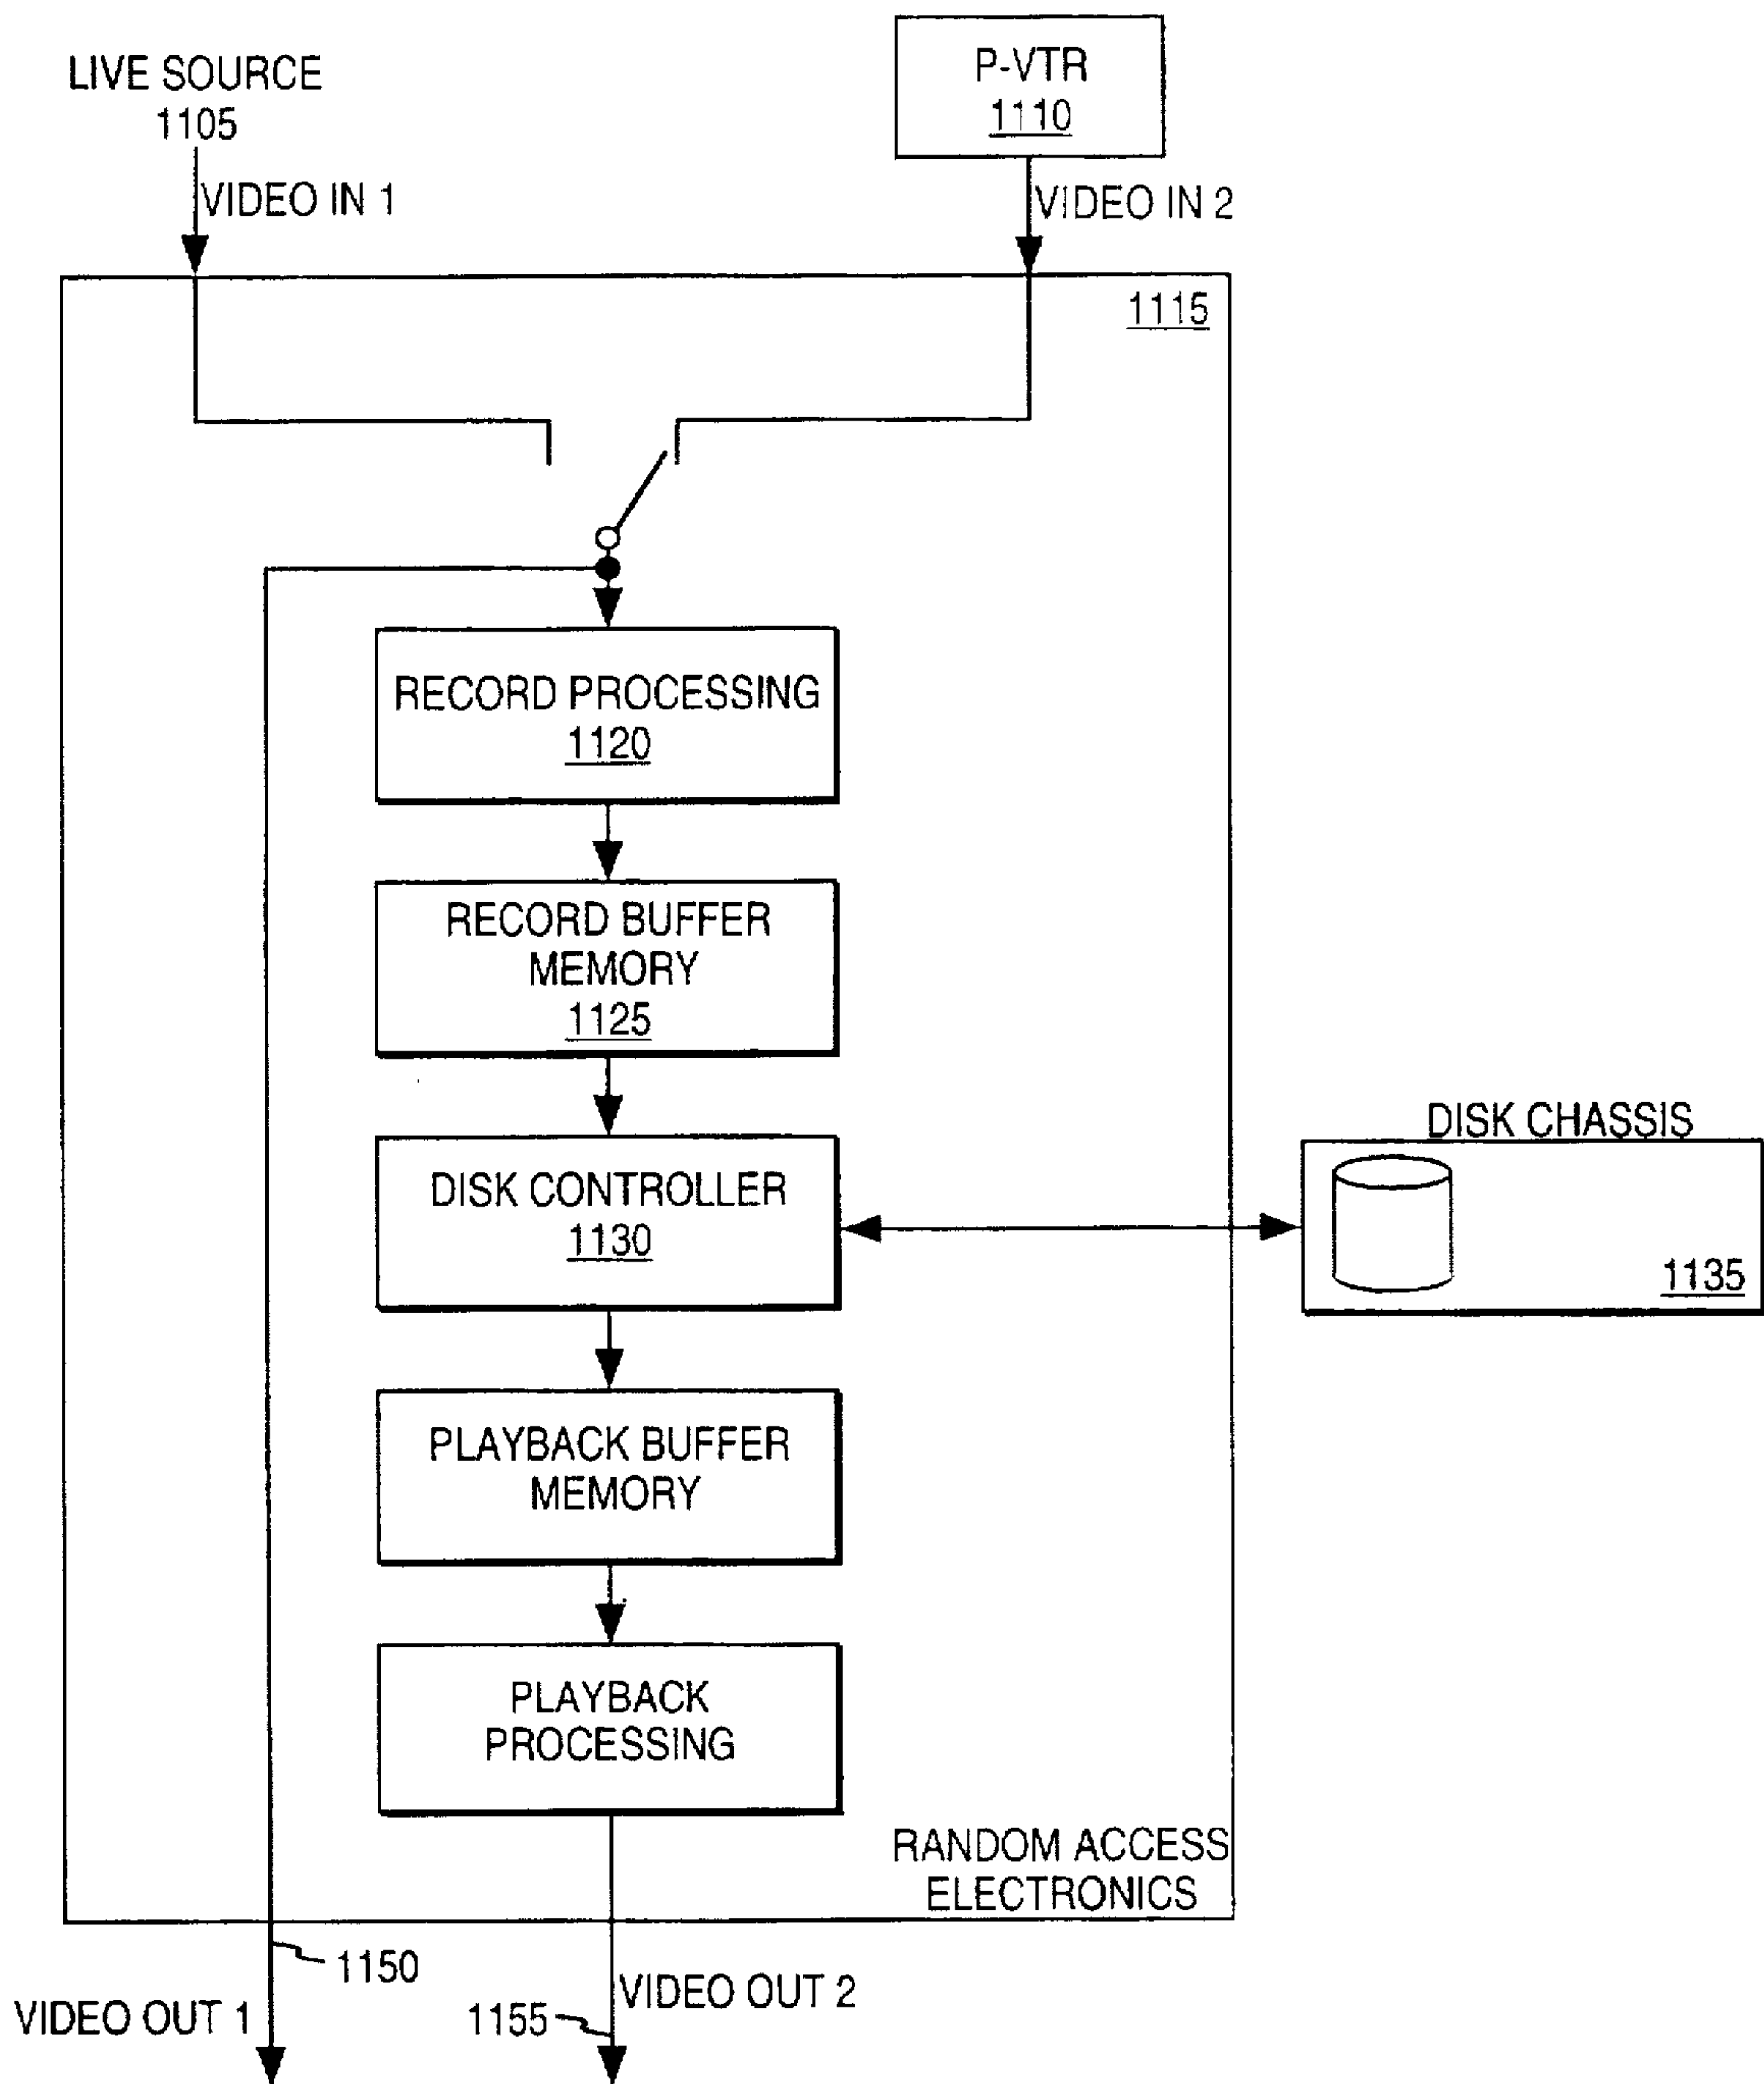 LIVE SOURCE
1105
P-VTR
1110
VIDEO IN 1
VIDEO IN 2
1115
RECORD PROCESSING
1120
RECORD BUFFER
MEMORY
1125
DISK CONTROLLER
1130
DISK CHASSIS
1135
PLAYBACK BUFFER
MEMORY
PLAYBACK
PROCESSING
RANDOM ACCESS
ELECTRONICS
1150
VIDEO OUT 1
VIDEO OUT 2
1155